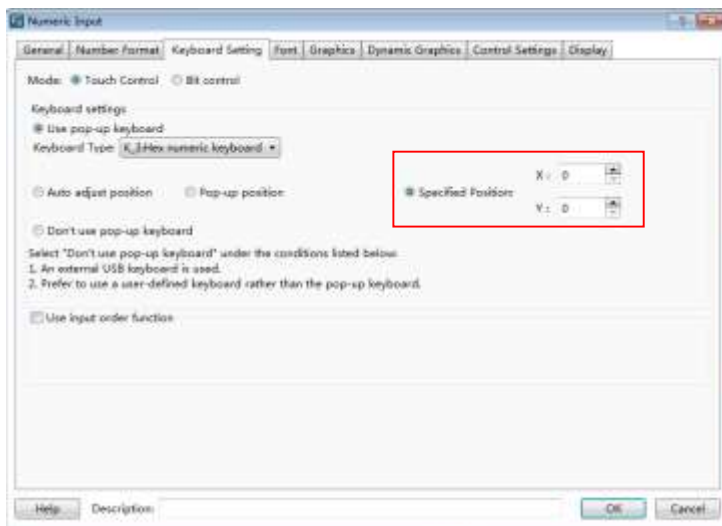 Numeric Input
General Number Format Keyboard Setting Font Graphics Dynamic Graphics Control Settings Display
Mode: Touch Control Bit control
Keyboard settings
Use pop-up keyboard
Keyboard Type: K_3:Hex numeric keyboard
X: 0
Auto adjust position Pop-up position Specified Position:
Y: 0
Don't use pop-up keyboard
Select "Don't use pop-up keyboard" under the conditions listed below:
1. An external USB keyboard is used.
2. Prefer to use a user-defined keyboard rather than the pop-up keyboard.
Use input order function
Help Description: OK Cancel